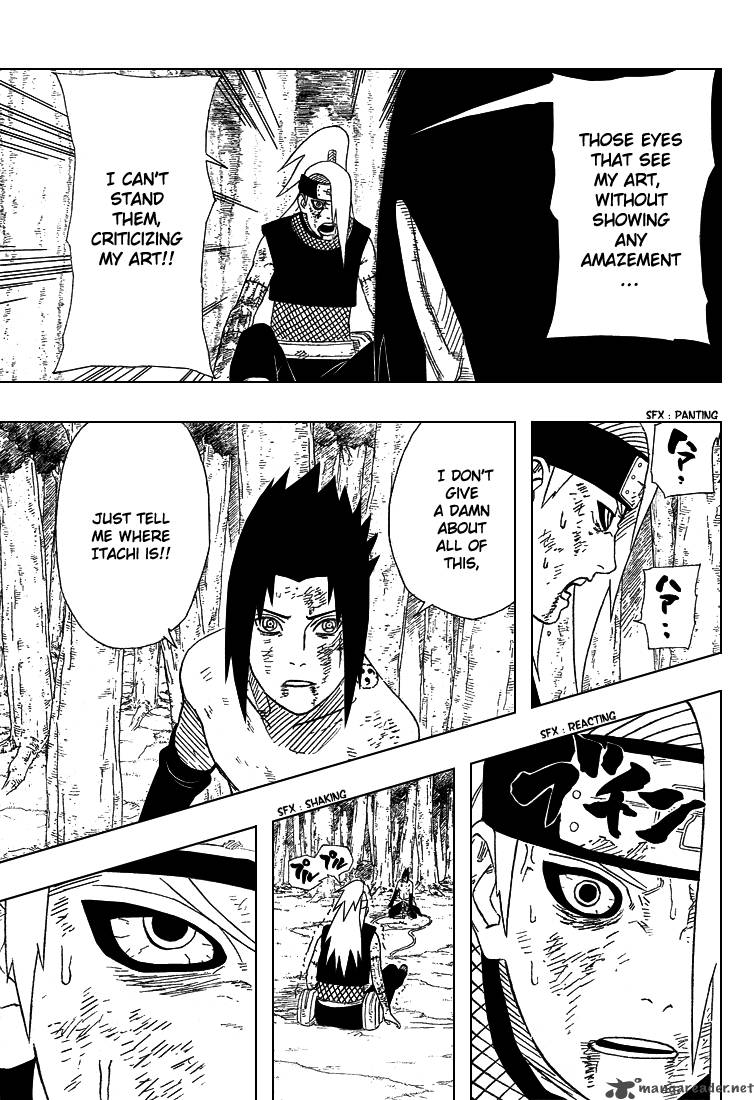 THOSE EYES
THAT SEE
MY ART,
WITHOUT
SHOWING
ANY
AMAZEMENT
...
I CAN'T
STAND
THEM,
CRITICIZING
MY ART!!
SFX : PANTING
ハァ…
ハァ…
I DON'T
GIVE
A DAMN
ABOUT
ALL OF
THIS,
JUST TELL
ME WHERE
ITACHI IS!!
SFX : REACTING
ブチン
SFX : SHAKING
プル
プル
mangareader.net